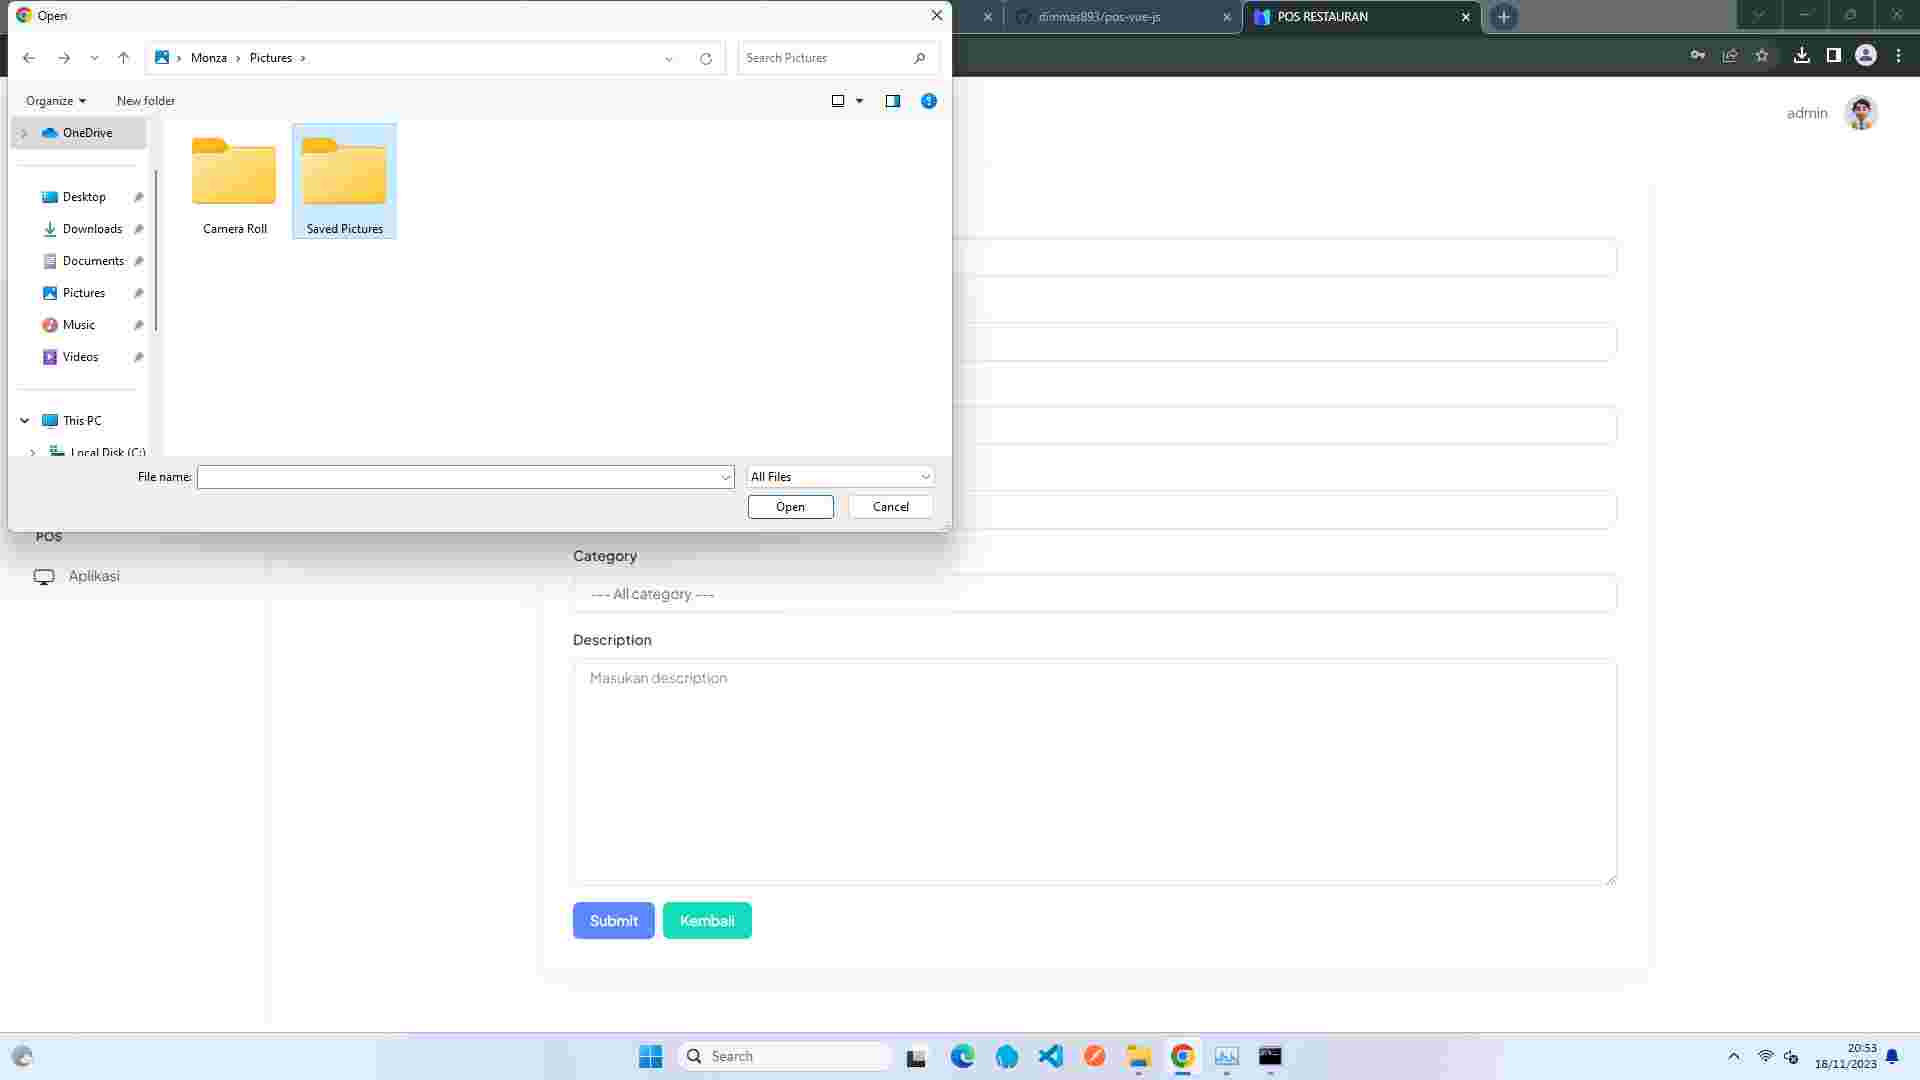 Open
dimmas893/pos-vue-js
POS RESTAURAN
Monza
Pictures
Search Pictures
Organize
New folder
admin
OneDrive
Desktop
Downloads
Documents
Pictures
Music
Videos
This PC
Local Disk (C:)
Camera Roll
Saved Pictures
File name:
All Files
Open
Cancel
POS
Aplikasi
Category
--- All category ---
Description
Masukan description
Submit
Kembali
Search
20:53
18/11/2023